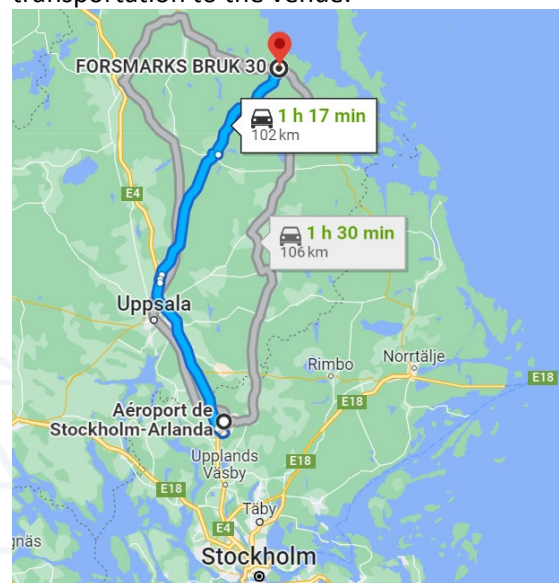 transportation to the venue.
FORSMARKS BRUK 30
1 h 17 min
102 km
E4
1 h 30 min
106 km
Uppsala
Rimbo
Norrtälje
E18
Aéroport de
Stockholm-Arlanda
Upplands
Väsby
E18
E18
Täby
E4
gnäs
Stockholm